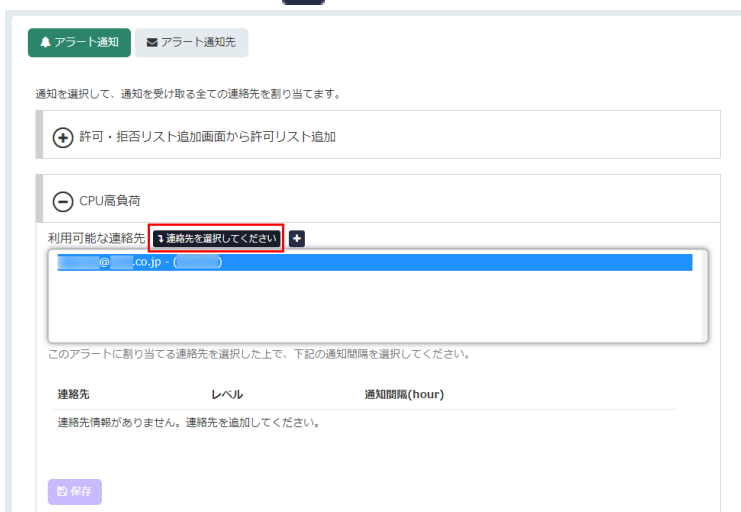 アラート通知 アラート通知先
通知を選択して、通知を受け取る全ての連絡先を割り当てます。
許可・拒否リスト追加画面から許可リスト追加
CPU高負荷
利用可能な連絡先 連絡先を選択してください
@ .co.jp - ( )
このアラートに割り当てる連絡先を選択した上で、下記の通知間隔を選択してください。
連絡先 レベル 通知間隔(hour)
連絡先情報がありません。連絡先を追加してください。
保存